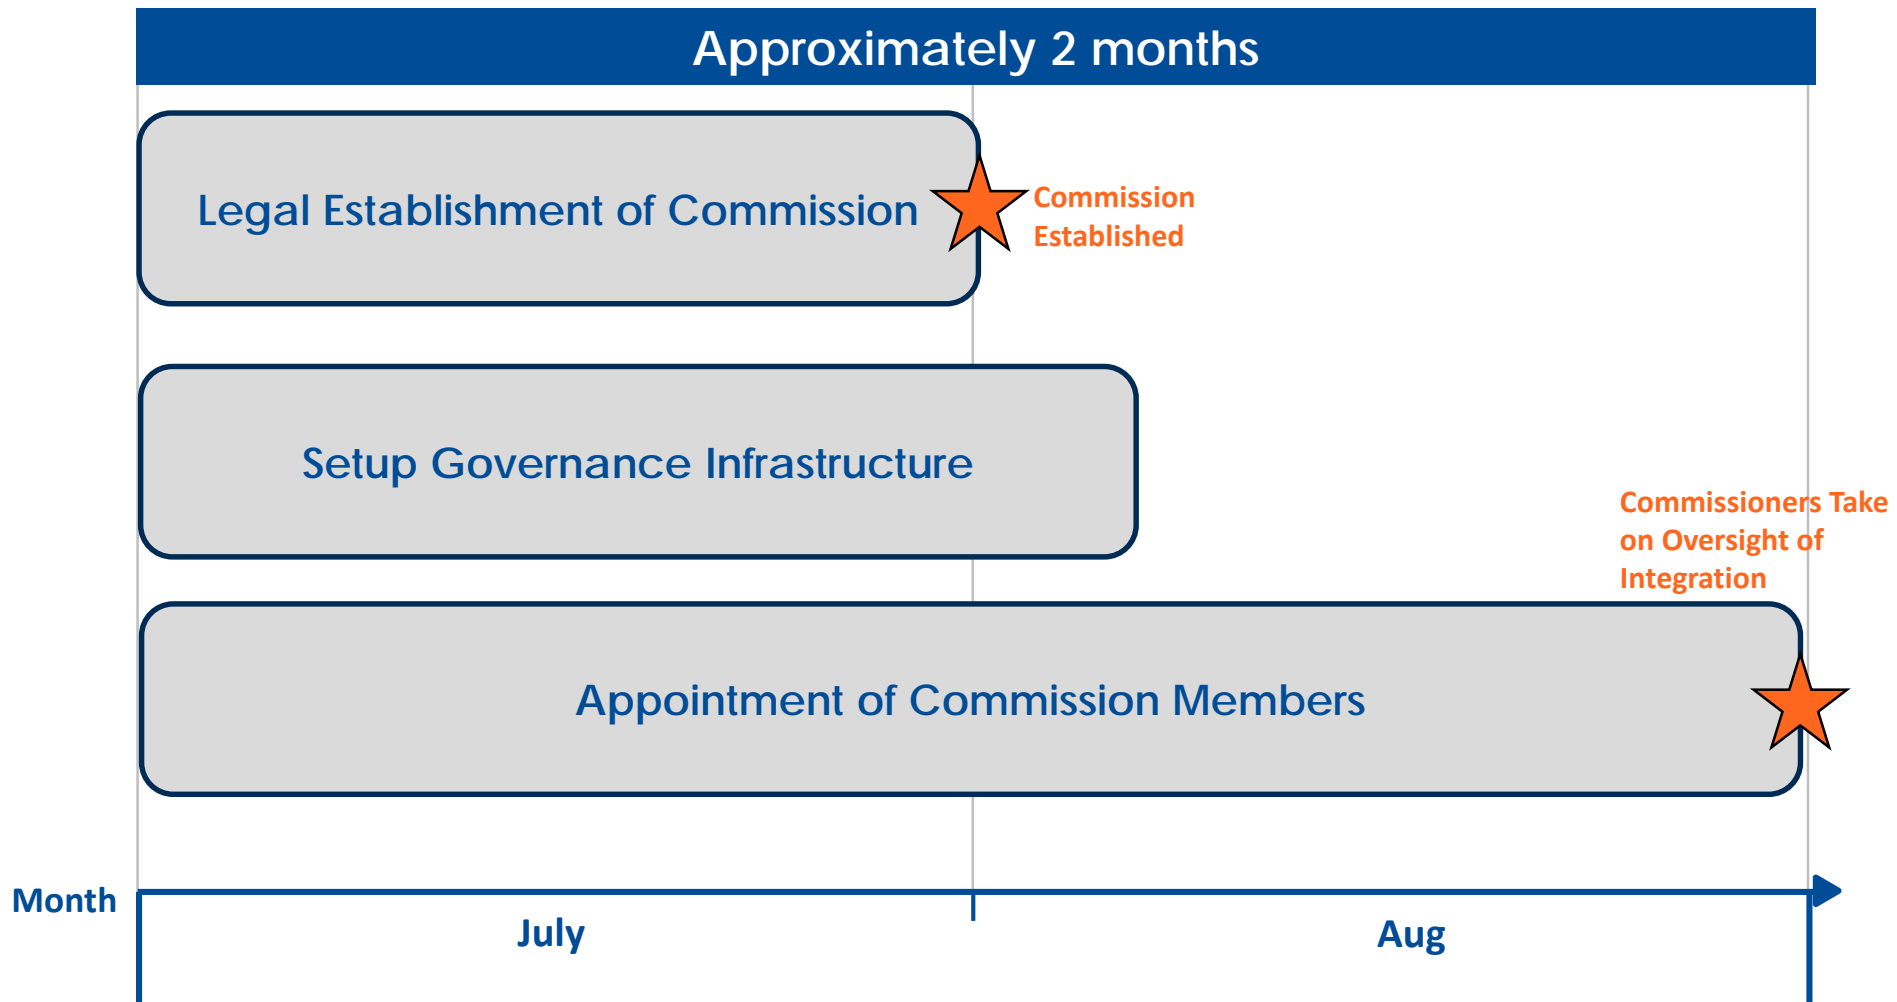 Approximately 2 months
Legal Establishment of Commission
Commission
Established
Setup Governance Infrastructure
Commissioners Take
on Oversight of
Integration
Appointment of Commission Members
Month
July
Aug